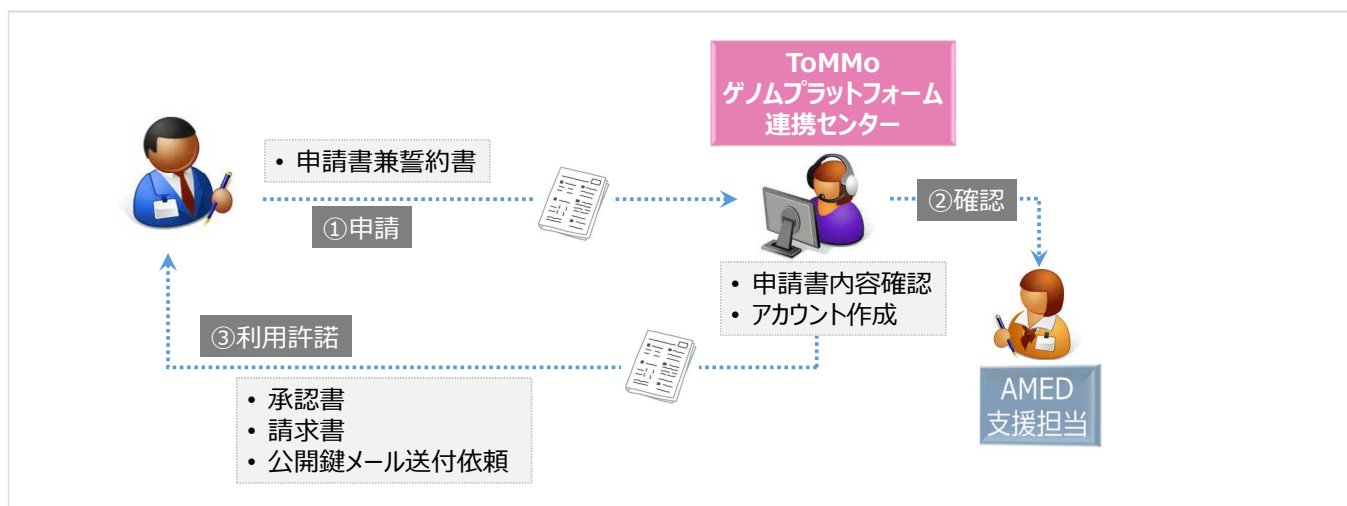 ToMMo
ゲノムプラットフォーム
連携センター
• 申請書兼誓約書
①申請
②確認
• 申請書内容確認
• アカウント作成
③利用許諾
• 承認書
• 請求書
• 公開鍵メール送付依頼
AMED
支援担当